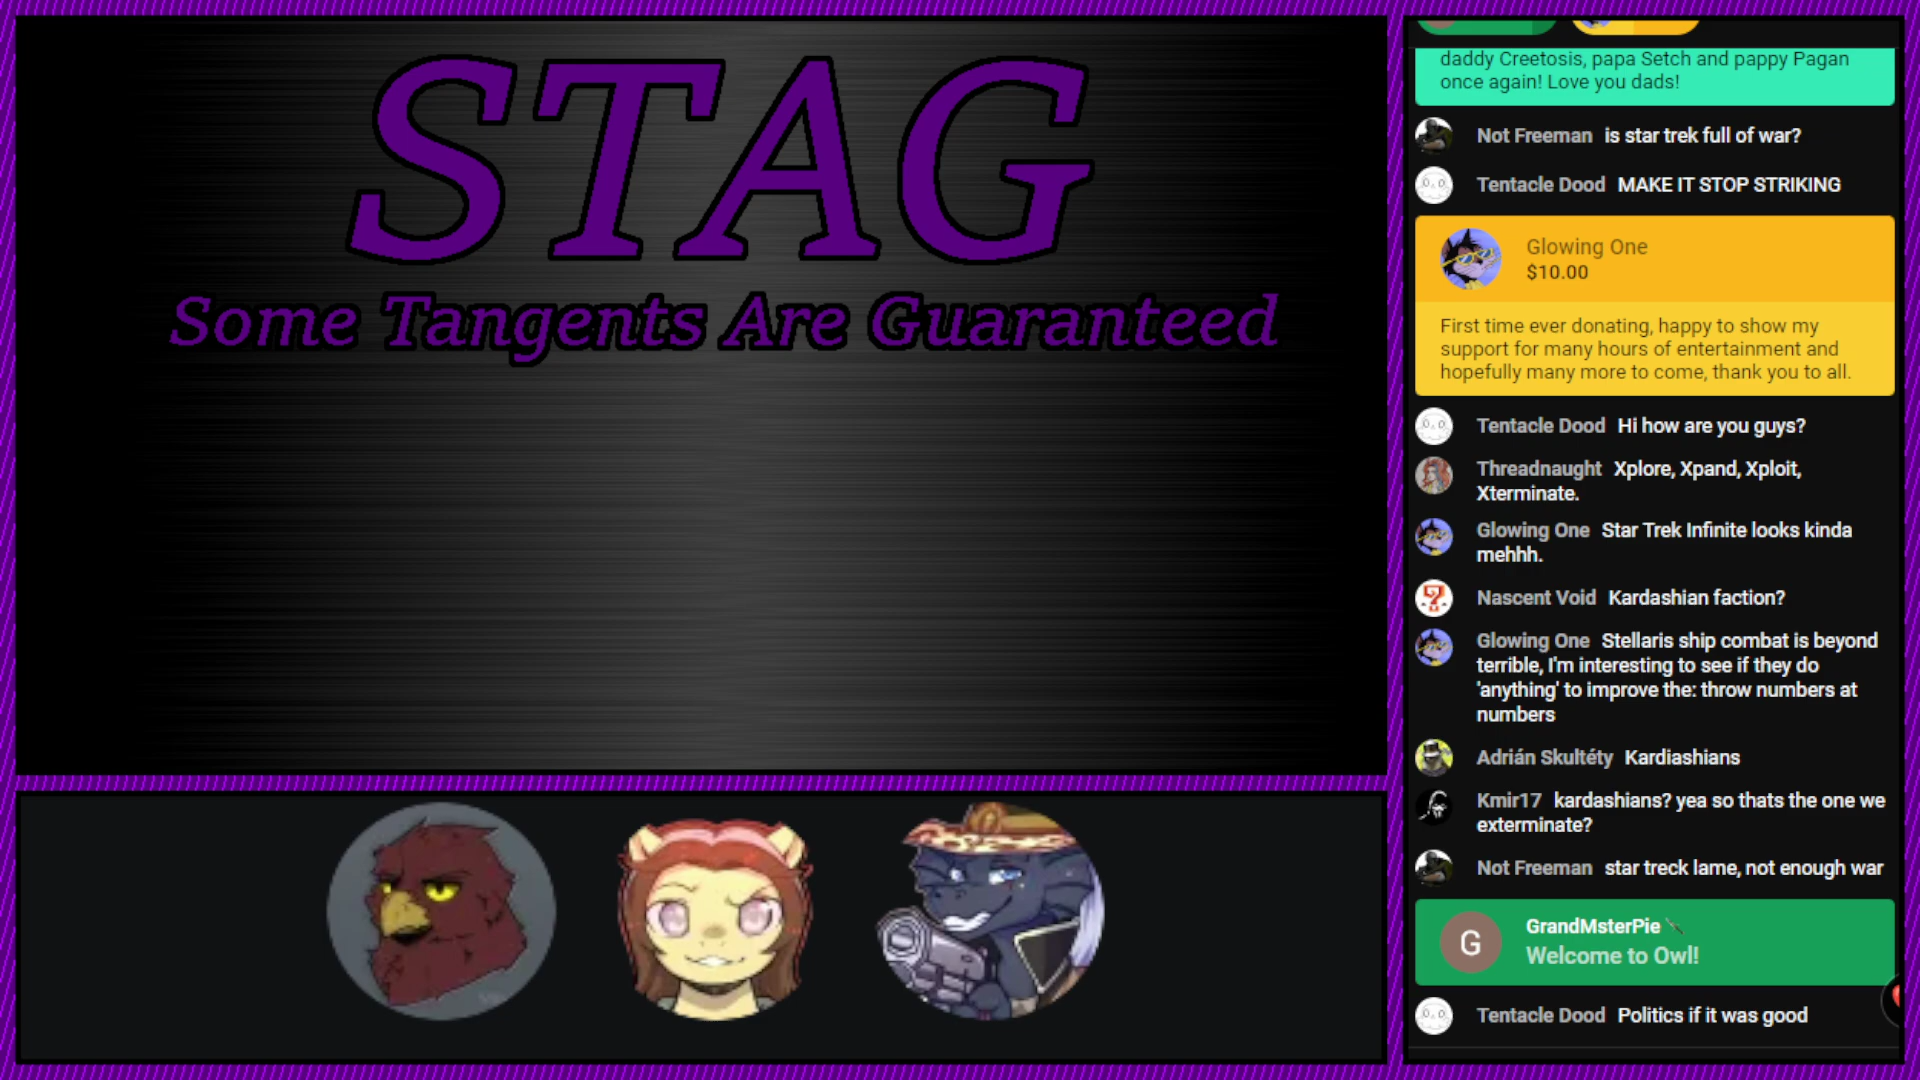 STAG
Some Tangents Are Guaranteed
daddy Creetosis, papa Setch and pappy Pagan
once again! Love you dads!
Not Freeman is star trek full of war?
Tentacle Dood MAKE IT STOP STRIKING
Glowing One
$10.00
First time ever donating, happy to show my
support for many hours of entertainment and
hopefully many more to come, thank you to all.
Tentacle Dood Hi how are you guys?
Threadnaught Xplore, Xpand, Xploit,
Xterminate.
Glowing One Star Trek Infinite looks kinda
mehhh.
Nascent Void Kardashian faction?
Glowing One Stellaris ship combat is beyond
terrible, I'm interesting to see if they do
'anything' to improve the: throw numbers at
numbers
Adrián Skultéty Kardiashians
Kmir17 kardashians? yea so thats the one we
exterminate?
Not Freeman star treck lame, not enough war
G
GrandMsterPie
Welcome to Owl!
Tentacle Dood Politics if it was good